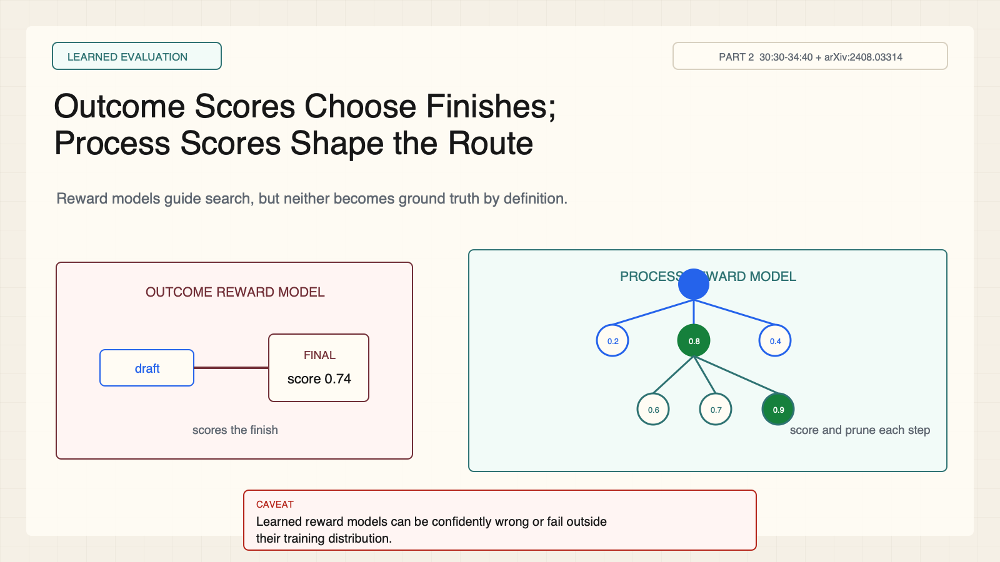 LEARNED EVALUATION
PART 2 30:30-34:40 + arXiv:2408.03314
Outcome Scores Choose Finishes;
Process Scores Shape the Route
Reward models guide search, but neither becomes ground truth by definition.
OUTCOME REWARD MODEL
draft
FINAL
score 0.74
scores the finish
PROCESS WARD MODEL
0.2
0.8
0.4
0.6
0.7
0.9
score and prune each step
CAVEAT
Learned reward models can be confidently wrong or fail outside
their training distribution.